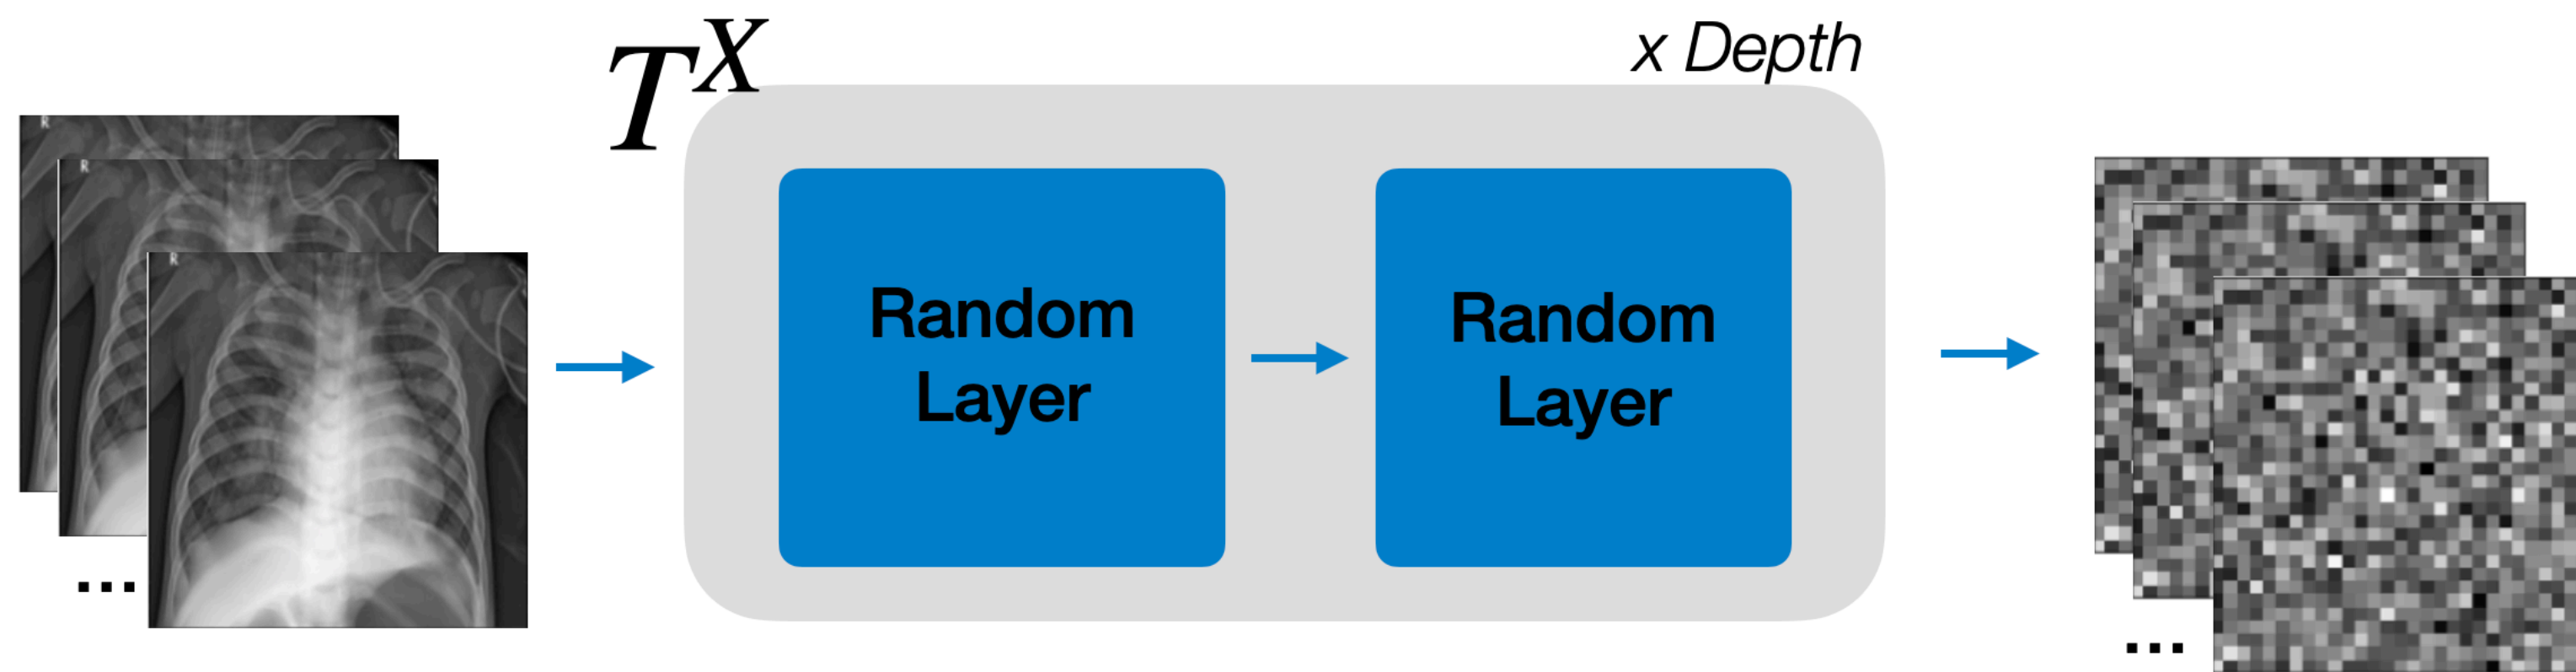 T^X
x Depth
R
R
R
Random
Layer
Random
Layer
...
...